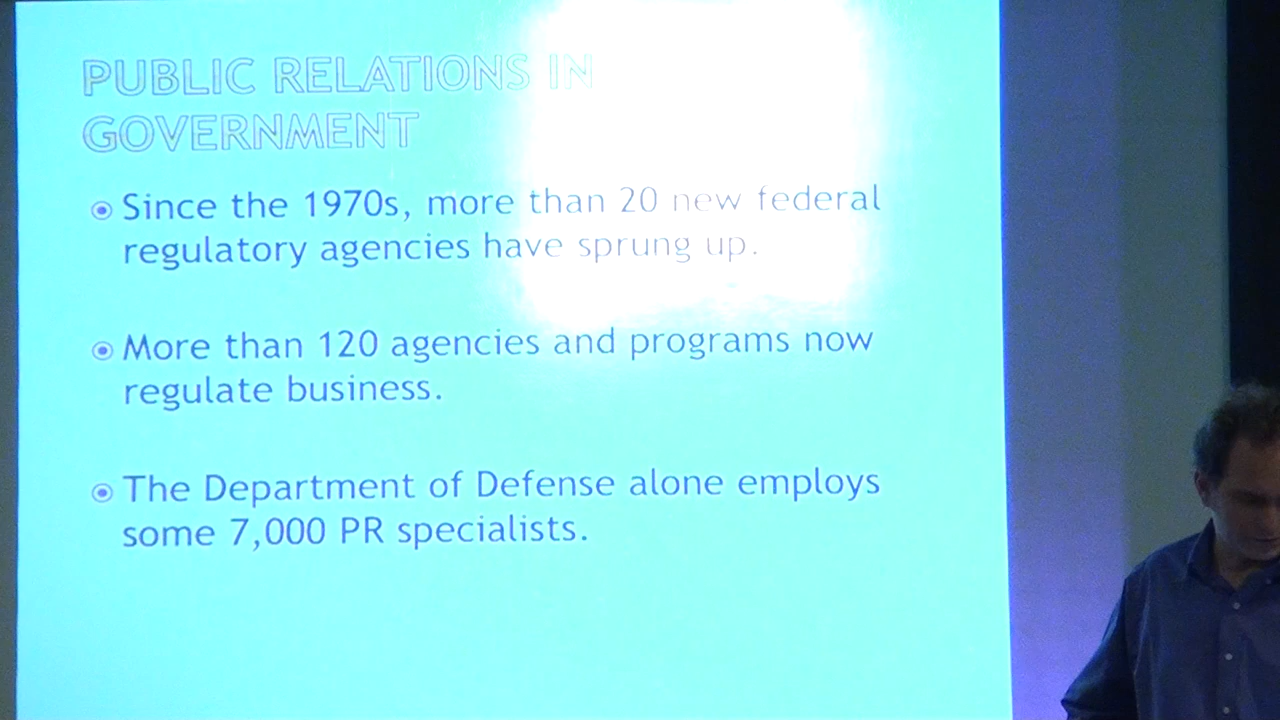 PUBLIC RELATIONS IN
GOVERNMENT
Since the 1970s, more than 20 new federal
regulatory agencies have sprung up.
More than 120 agencies and programs now
regulate business.
The Department of Defense alone employs
some 7,000 PR specialists.